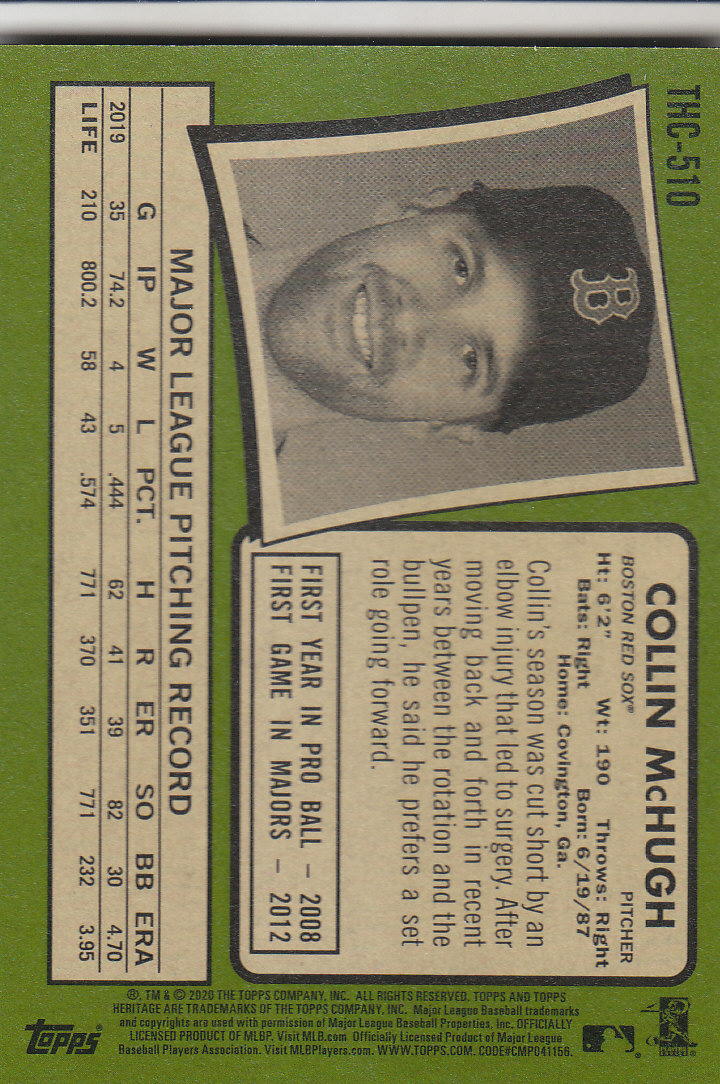 THC-510
COLLIN McHUGH
BOSTON RED SOX® PITCHER
Ht: 6'2" Wt: 190 Throws: Right
Bats: Right Born: 6/19/87
Home: Covington, Ga.
Collin's season was cut short by an
elbow injury that led to surgery. After
moving back and forth in recent
years between the rotation and the
bullpen, he said he prefers a set
role going forward.
FIRST YEAR IN PRO BALL – 2008
FIRST GAME IN MAJORS – 2012
B
MAJOR LEAGUE PITCHING RECORD
G IP W L PCT. H R ER SO BB ERA
2019 35 74.2 4 5 .444 62 41 39 82 30 4.70
LIFE 210 800.2 58 43 .574 771 370 351 771 232 3.95
®, TM & © 2020 THE TOPPS COMPANY, INC. ALL RIGHTS RESERVED. TOPPS AND TOPPS
HERITAGE ARE TRADEMARKS OF THE TOPPS COMPANY, INC. Major League Baseball trademarks
and copyrights are used with permission of Major League Baseball Properties, Inc. OFFICIALLY
LICENSED PRODUCT OF MLBP. Visit MLB.com Officially Licensed Product of Major League
Baseball Players Association. Visit MLBPlayers.com. WWW.TOPPS.COM. CODE#CMP041156.
Topps®